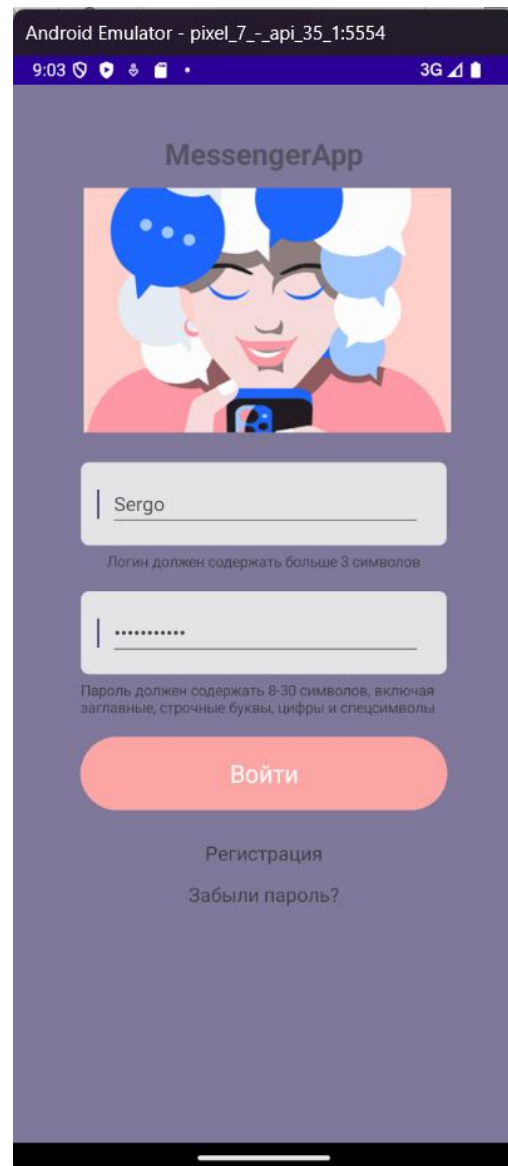 Android Emulator - pixel_7_-_api_35_1:5554
9:03 3G
MessengerApp
Sergo
Логин должен содержать больше 3 символов
•••••••••••
Пароль должен содержать 8-30 символов, включая
заглавные, строчные буквы, цифры и спецсимволы
Войти
Регистрация
Забыли пароль?